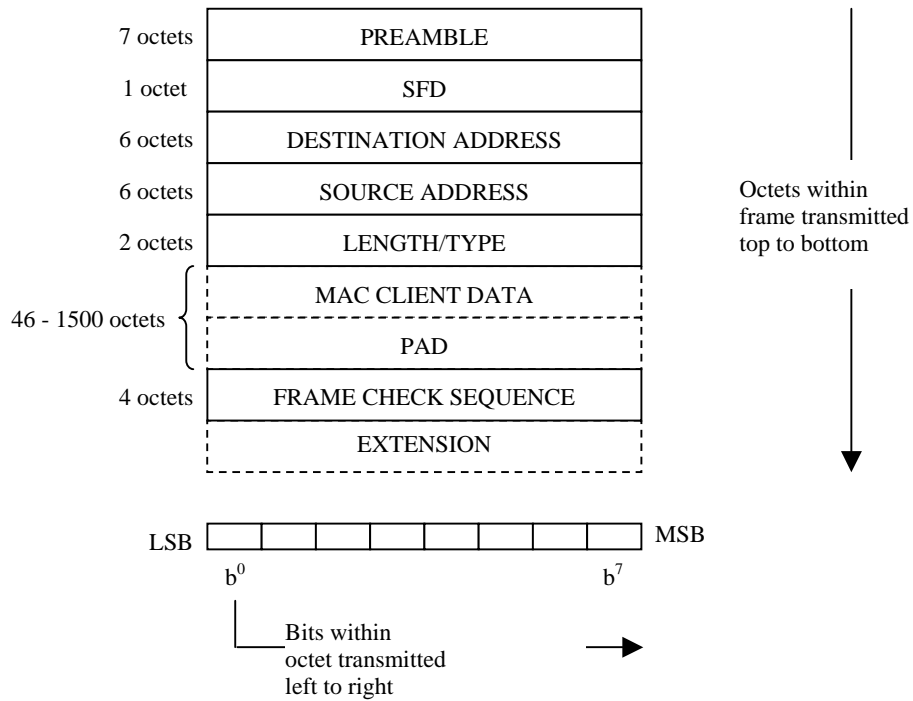 7 octets PREAMBLE
1 octet SFD
6 octets DESTINATION ADDRESS
6 octets SOURCE ADDRESS
2 octets LENGTH/TYPE
46 - 1500 octets
MAC CLIENT DATA
PAD
4 octets FRAME CHECK SEQUENCE
EXTENSION
Octets within
frame transmitted
top to bottom
LSB MSB
b⁰ b⁷
Bits within
octet transmitted
left to right